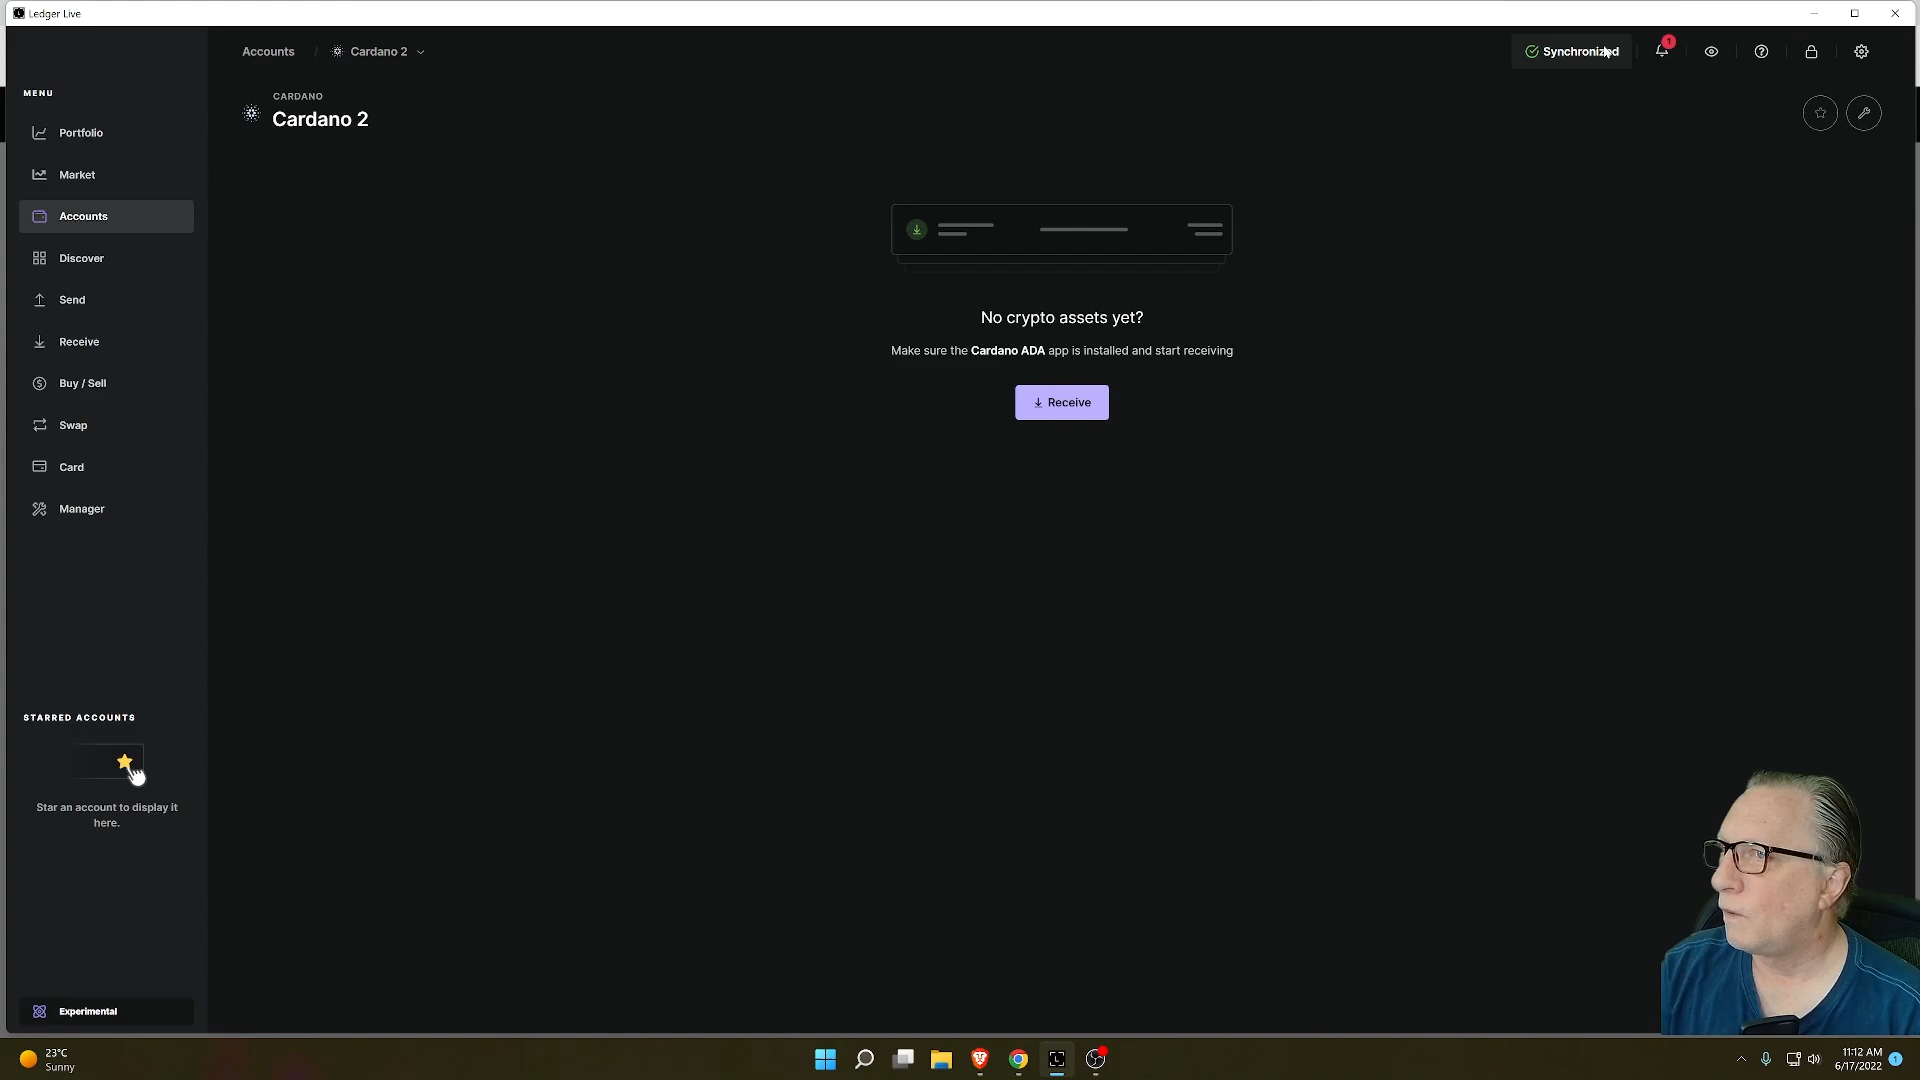 Ledger Live
Accounts / Cardano 2
Synchronized
1
MENU
CARDANO
Cardano 2
Portfolio
Market
Accounts
Discover
Send
Receive
Buy / Sell
Swap
Card
Manager
No crypto assets yet?
Make sure the Cardano ADA app is installed and start receiving
Receive
STARRED ACCOUNTS
Star an account to display it
here.
Experimental
23°C
Sunny
11:12 AM
6/17/2022
1